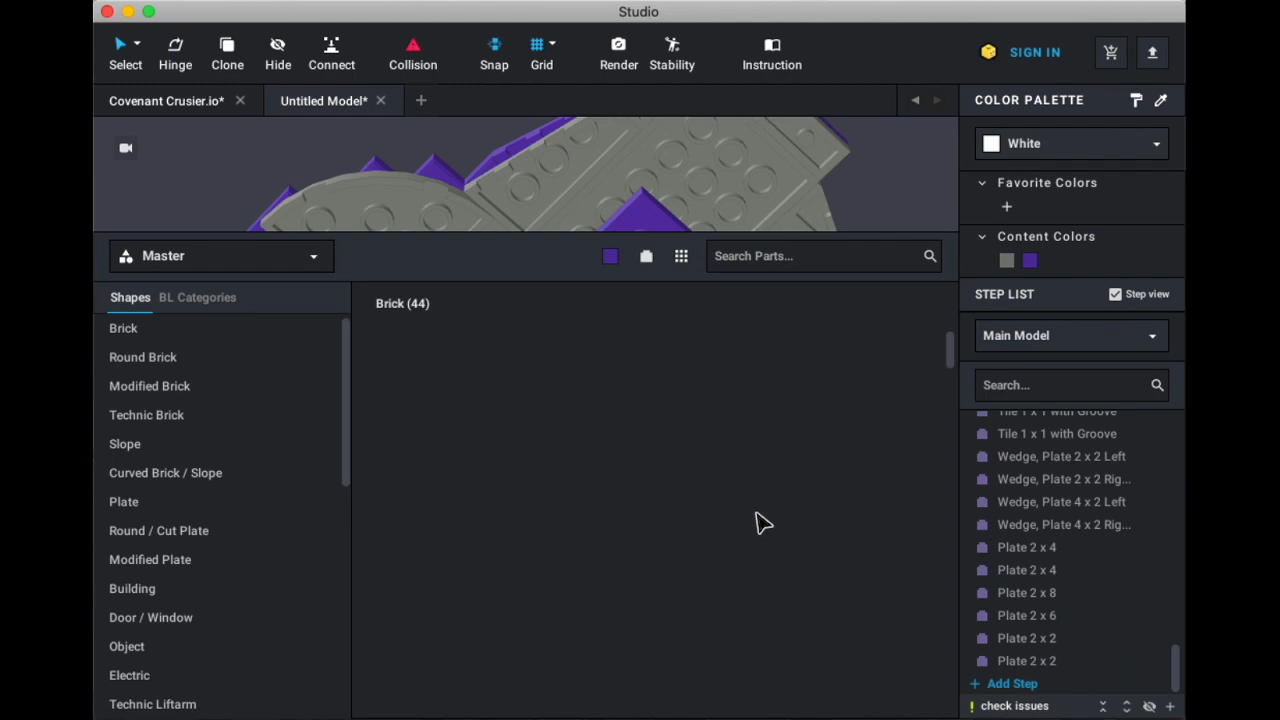 Studio
Select Hinge Clone Hide Connect Collision Snap Grid Render Stability Instruction SIGN IN
Covenant Crusier.io* Untitled Model* COLOR PALETTE
White
Favorite Colors
Content Colors
Master Search Parts...
STEP LIST Step view
Main Model
Search...
Shapes BL Categories
Brick
Round Brick
Modified Brick
Technic Brick
Slope
Curved Brick / Slope
Plate
Round / Cut Plate
Modified Plate
Building
Door / Window
Object
Electric
Technic Liftarm
Brick (44)
Tile 1 x 1 with Groove
Tile 1 x 1 with Groove
Wedge, Plate 2 x 2 Left
Wedge, Plate 2 x 2 Rig...
Wedge, Plate 4 x 2 Left
Wedge, Plate 4 x 2 Rig...
Plate 2 x 4
Plate 2 x 4
Plate 2 x 8
Plate 2 x 6
Plate 2 x 2
Plate 2 x 2
+ Add Step
! check issues